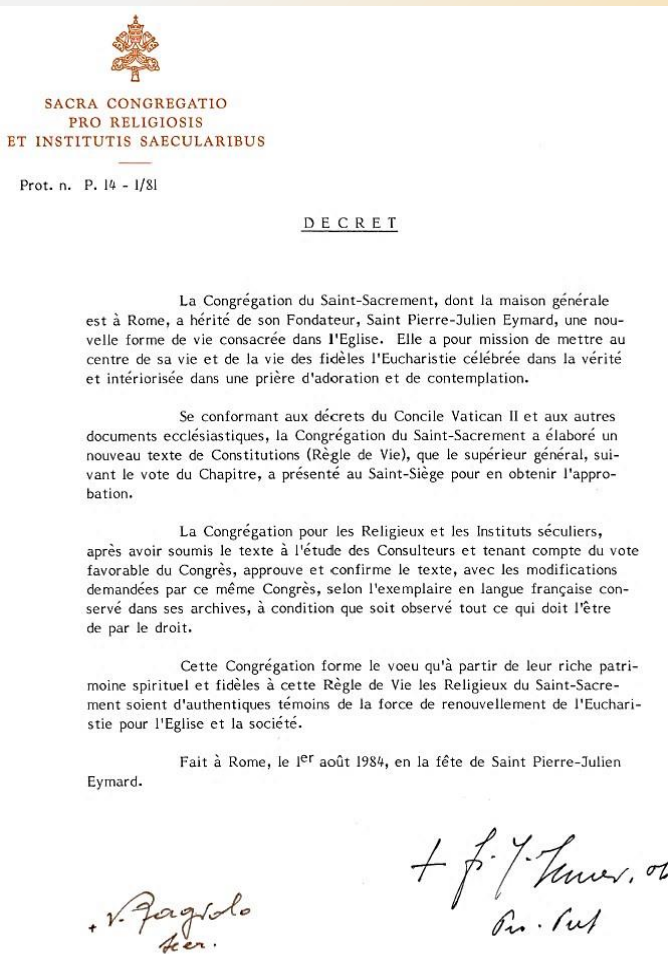 SACRA CONGREGATIO
PRO RELIGIOSIS
ET INSTITUTIS SAECULARIBUS
Prot. n. P. 14 - 1/81
DECRET
La Congrégation du Saint-Sacrement, dont la maison générale
est à Rome, a hérité de son Fondateur, Saint Pierre-Julien Eymard, une nou-
velle forme de vie consacrée dans l'Eglise. Elle a pour mission de mettre au
centre de sa vie et de la vie des fidèles l'Eucharistie célébrée dans la vérité
et intériorisée dans une prière d'adoration et de contemplation.
Se conformant aux décrets du Concile Vatican II et aux autres
documents ecclésiastiques, la Congrégation du Saint-Sacrement a élaboré un
nouveau texte de Constitutions (Règle de Vie), que le supérieur général, sui-
vant le vote du Chapitre, a présenté au Saint-Siège pour en obtenir l'appro-
bation.
La Congrégation pour les Religieux et les Instituts séculiers,
après avoir soumis le texte à l'étude des Consulteurs et tenant compte du vote
favorable du Congrès, approuve et confirme le texte, avec les modifications
demandées par ce même Congrès, selon l'exemplaire en langue française con-
servé dans ses archives, à condition que soit observé tout ce qui doit l'être
de par le droit.
Cette Congrégation forme le voeu qu'à partir de leur riche patri-
moine spirituel et fidèles à cette Règle de Vie les Religieux du Saint-Sacre-
ment soient d'authentiques témoins de la force de renouvellement de l'Euchari-
stie pour l'Eglise et la société.
Fait à Rome, le 1er août 1984, en la fête de Saint Pierre-Julien
Eymard.